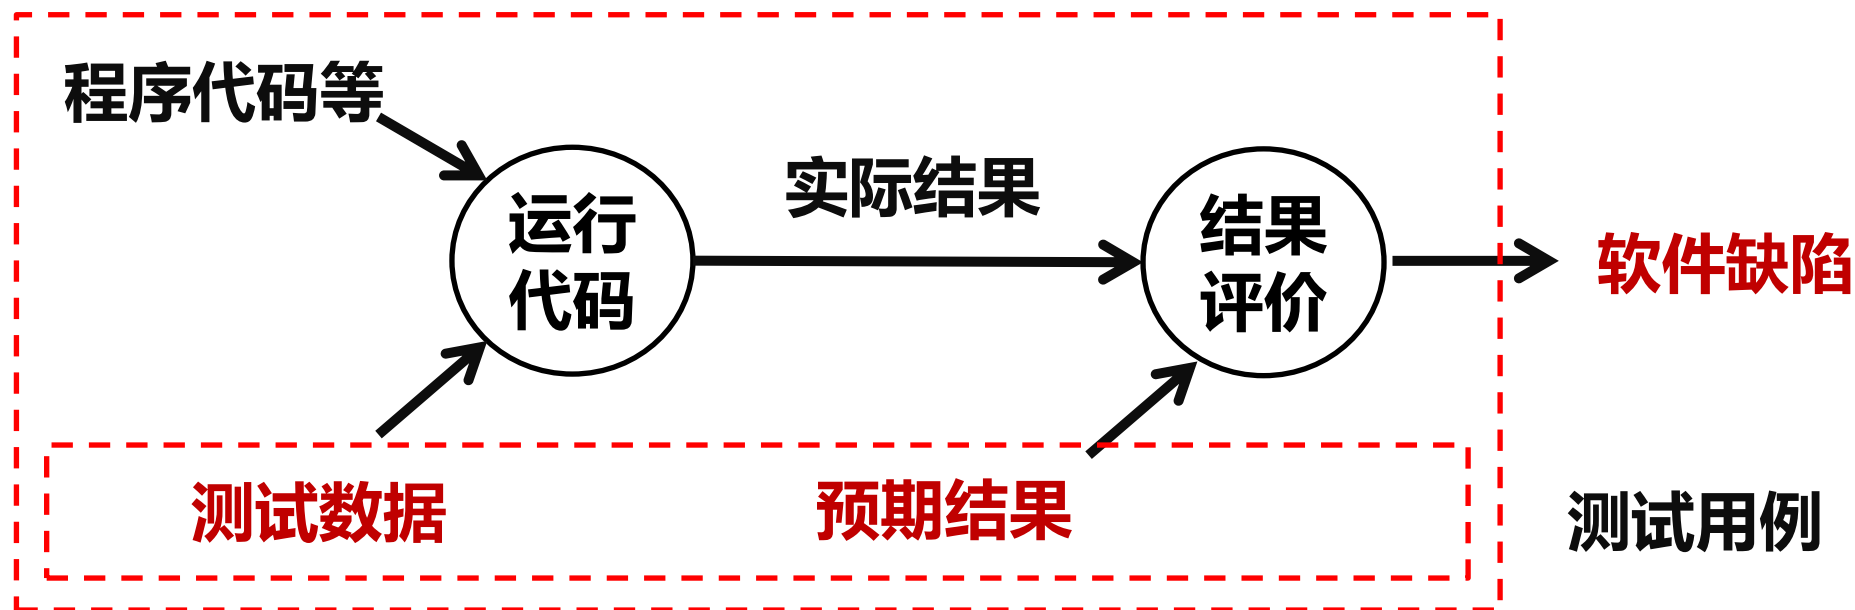 程序代码等
实际结果
运行
代码
结果
评价
软件缺陷
测试数据
预期结果
测试用例